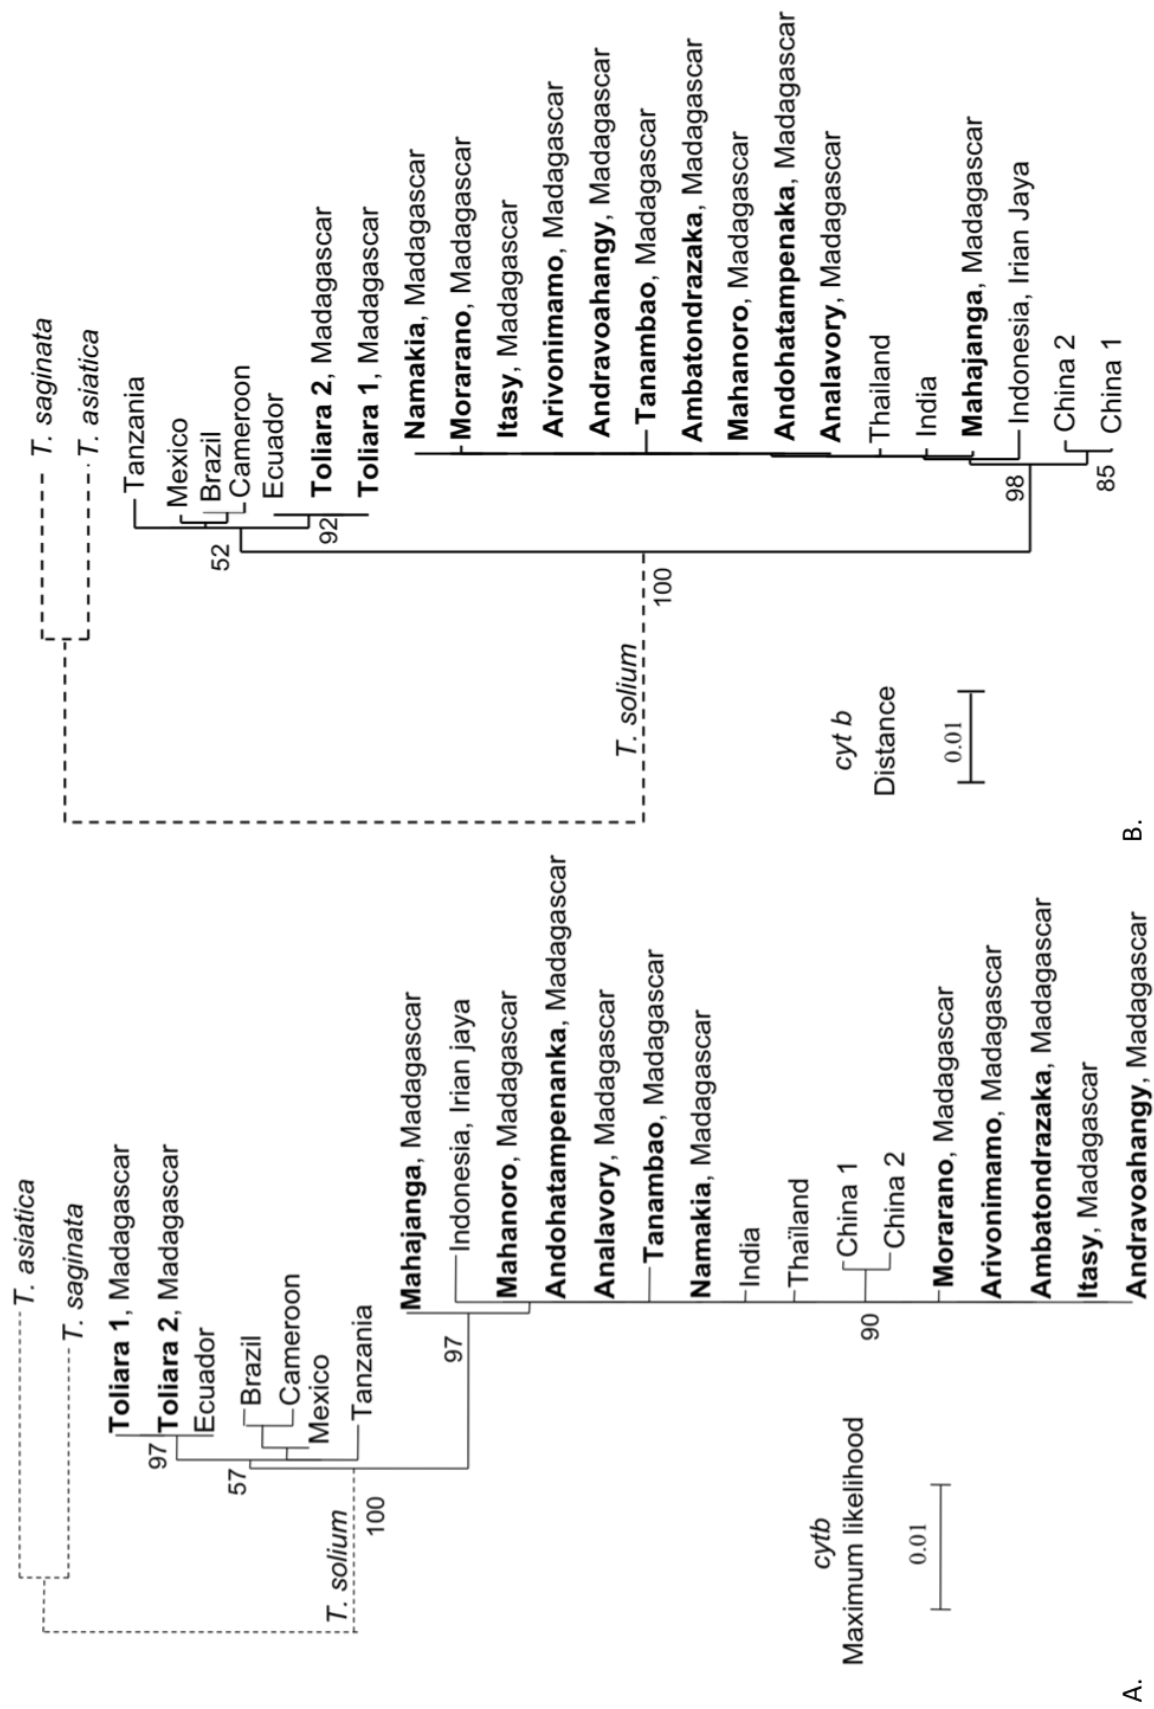 T. asiatica
T. saginata
Toliara 1, Madagascar
97
Toliara 2, Madagascar
Ecuador
57
Brazil
Cameroon
Mexico
T. solium
Tanzania
100
Mahajanga, Madagascar
97
Indonesia, Irian jaya
Mahanoro, Madagascar
Andohatampenanka, Madagascar
Analavory, Madagascar
Tanambao, Madagascar
Namakia, Madagascar
India
Thaïland
China 1
90
China 2
Morarano, Madagascar
Arivonimamo, Madagascar
Ambatondrazaka, Madagascar
Itasy, Madagascar
Andravoahangy, Madagascar
cytb
Maximum likelihood
0.01
A.
T. saginata
T. asiatica
Tanzania
Mexico
Brazil
52
Cameroon
Ecuador
Toliara 2, Madagascar
92
Toliara 1, Madagascar
Namakia, Madagascar
Morarano, Madagascar
Itasy, Madagascar
Arivonimamo, Madagascar
Andravoahangy, Madagascar
T. solium
Tanambao, Madagascar
100
Ambatondrazaka, Madagascar
Mahanoro, Madagascar
Andohatampenaka, Madagascar
Analavory, Madagascar
Thailand
India
Mahajanga, Madagascar
98
Indonesia, Irian Jaya
China 2
85
China 1
cyt b
Distance
0.01
B.